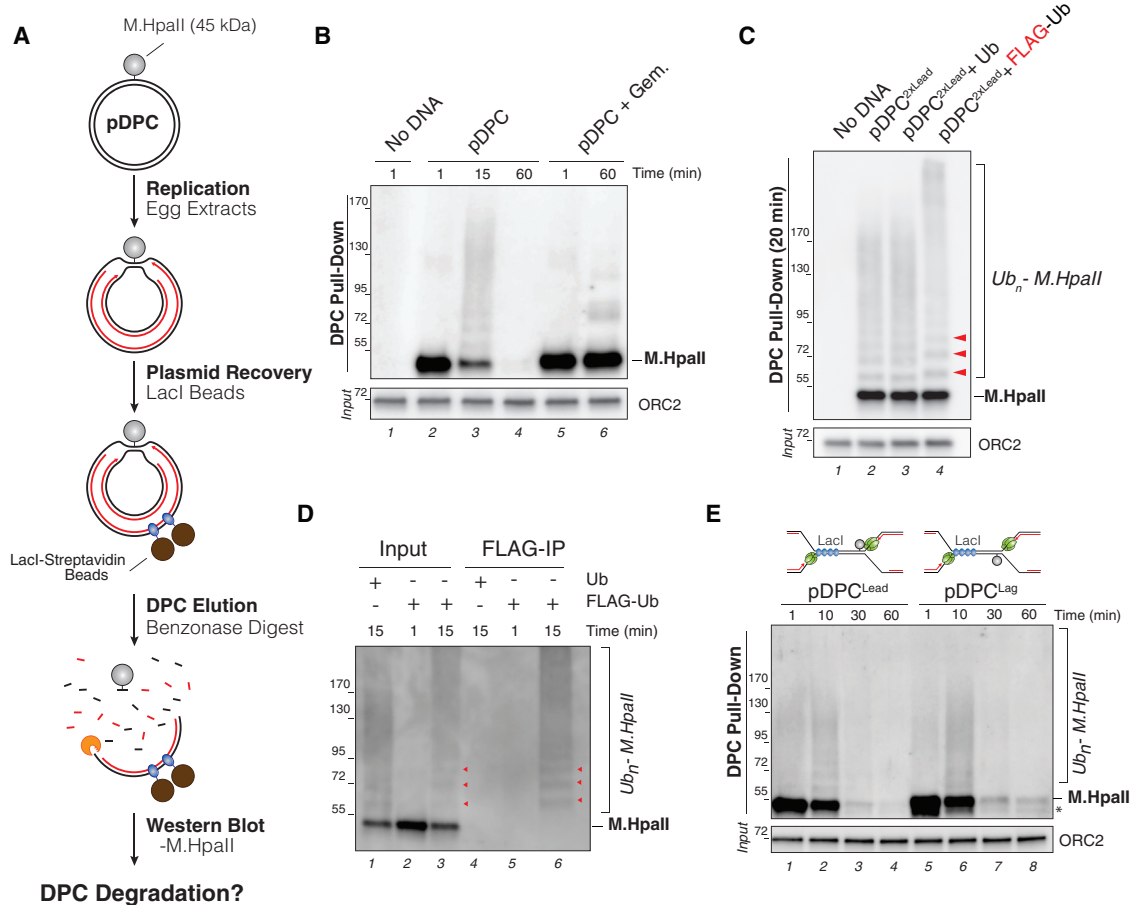 A
M.HpaII (45 kDa)
pDPC
Replication
Egg Extracts
Plasmid Recovery
LacI Beads
LacI-Streptavidin
Beads
DPC Elution
Benzonase Digest
Western Blot
-M.HpaII
DPC Degradation?
B
No DNA
pDPC
pDPC + Gem.
1 1 15 60 1 60 Time (min)
DPC Pull-Down
170
130
95
72
55
M.HpaII
Input
72
ORC2
1 2 3 4 5 6
C
No DNA
pDPC2xLead
pDPC2xLead+ Ub
pDPC2xLead+ FLAG-Ub
DPC Pull-Down (20 min)
170
130
95
72
55
Ubn- M.HpaII
M.HpaII
Input
72
ORC2
1 2 3 4
D
Input FLAG-IP
+ - - + - - Ub
- + + - + + FLAG-Ub
15 1 15 15 1 15 Time (min)
170
130
95
72
55
Ubn- M.HpaII
M.HpaII
1 2 3 4 5 6
E
LacI LacI
pDPCLead pDPCLag
1 10 30 60 1 10 30 60 Time (min)
DPC Pull-Down
170
130
95
72
55
Ubn- M.HpaII
M.HpaII
*
Input
72
ORC2
1 2 3 4 5 6 7 8